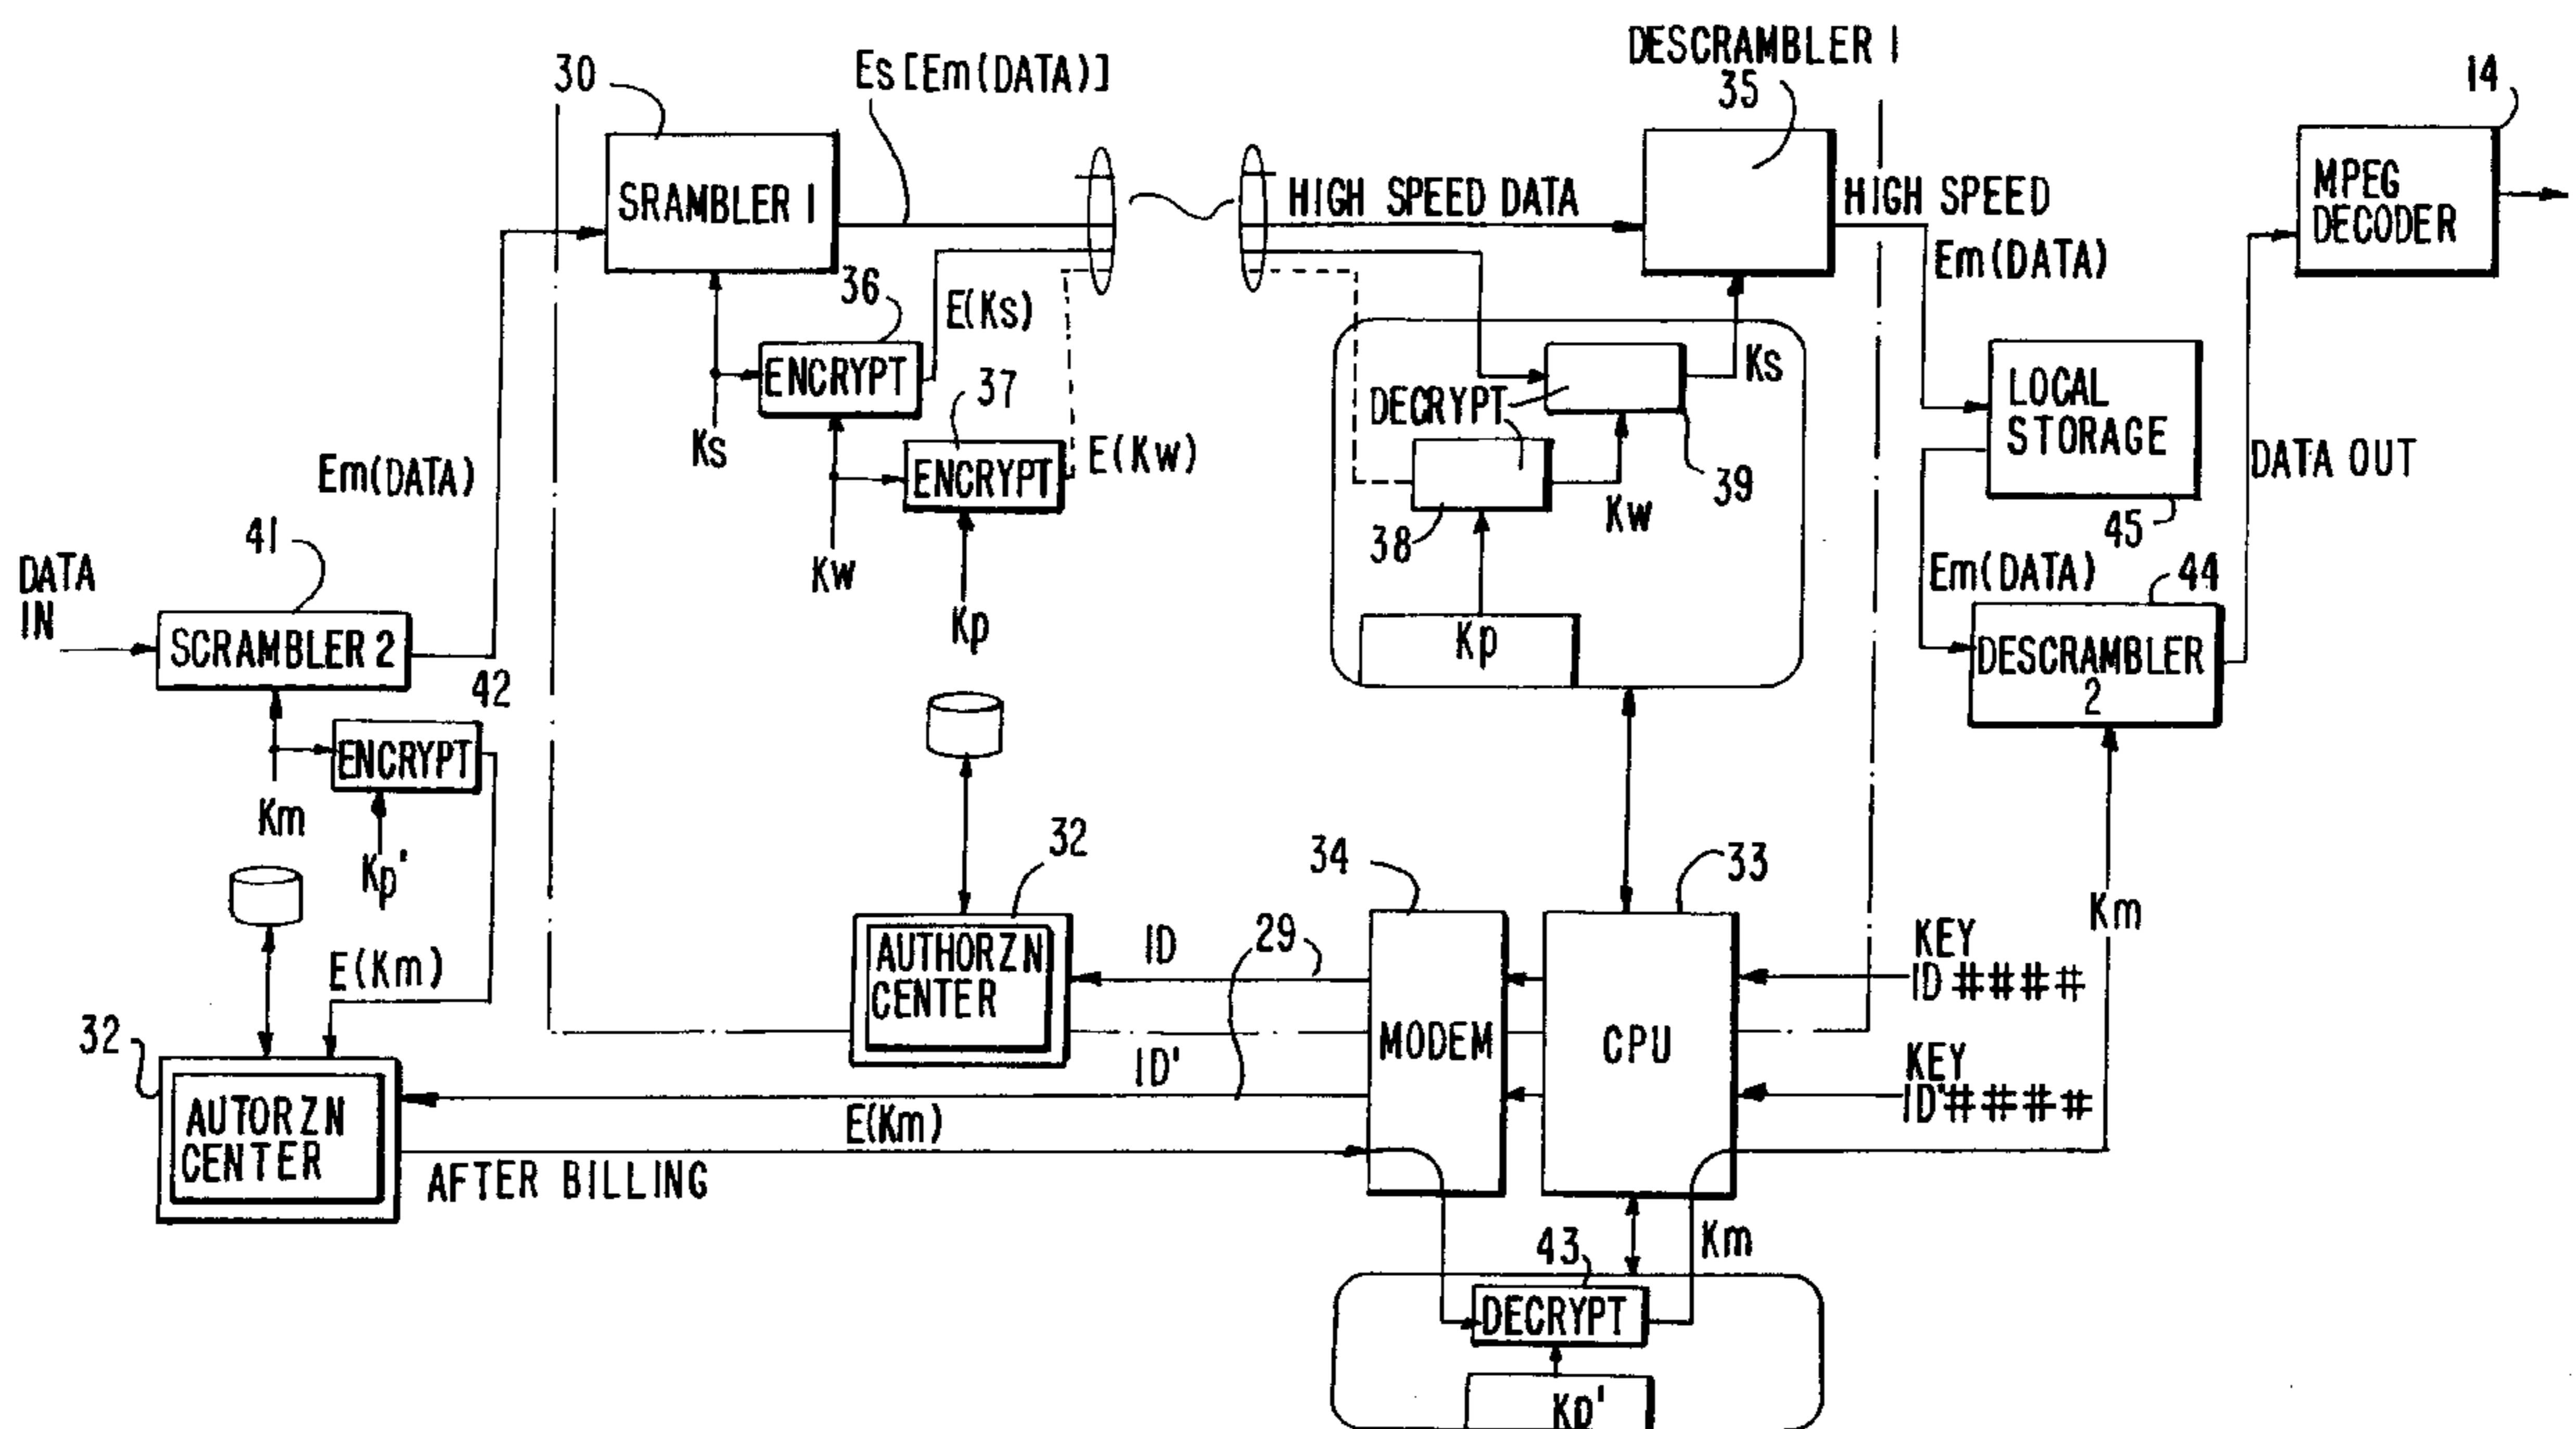 DESCRAMBLER 1
35
30
Es[Em(DATA)]
14
SRAMBLER 1
HIGH SPEED DATA
HIGH SPEED
Em(DATA)
MPEG
DECODER
36
E(Ks)
ENCRYPT
37
Ks
ENCRYPT
E(Kw)
Kw
Kp
DECRYPT
Ks
39
38
Kw
Kp
LOCAL
STORAGE
45
DATA OUT
Em(DATA)
44
DESCRAMBLER
2
Em(DATA)
41
DATA
IN
SCRAMBLER 2
42
ENCRYPT
Km
Kp'
E(Km)
32
AUTORZN
CENTER
AFTER BILLING
32
AUTHORZN
CENTER
ID
29
ID'
E(Km)
34
MODEM
33
CPU
KEY
ID ####
KEY
ID'####
Km
Km
43
DECRYPT
Kp'